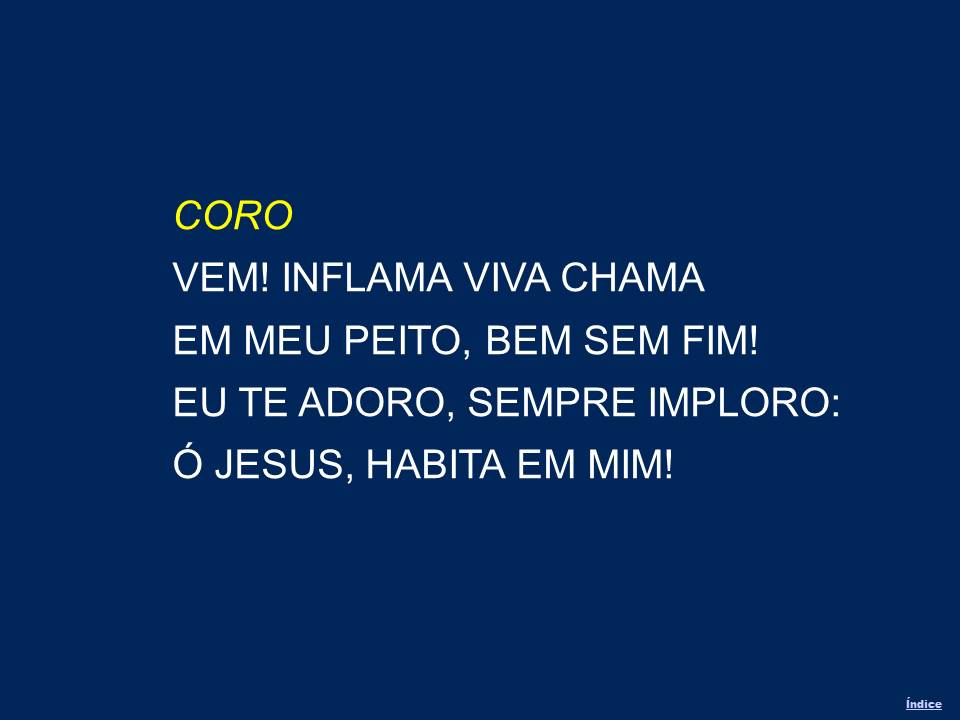 CORO
VEM! INFLAMA VIVA CHAMA
EM MEU PEITO, BEM SEM FIM!
EU TE ADORO, SEMPRE IMPLORO:
Ó JESUS, HABITA EM MIM!
Índice